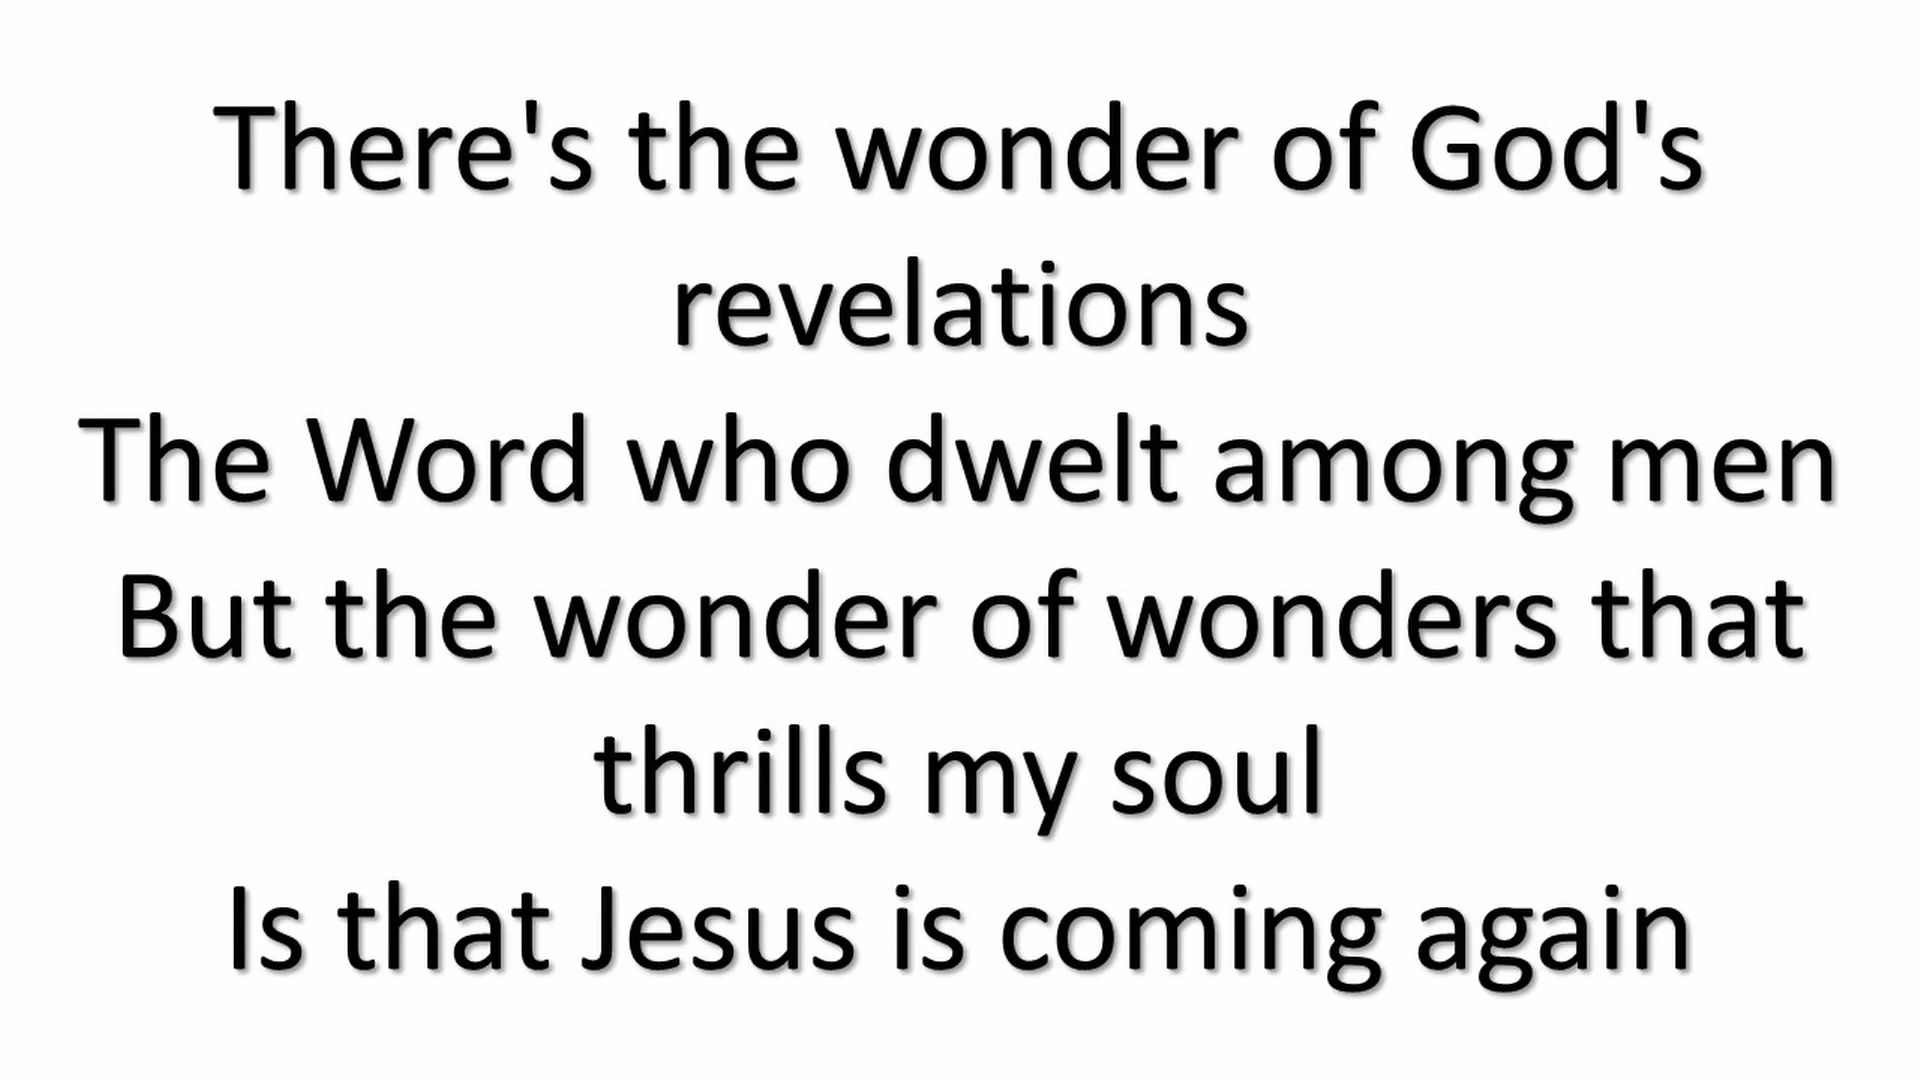 There's the wonder of God's
revelations
The Word who dwelt among men
But the wonder of wonders that
thrills my soul
Is that Jesus is coming again